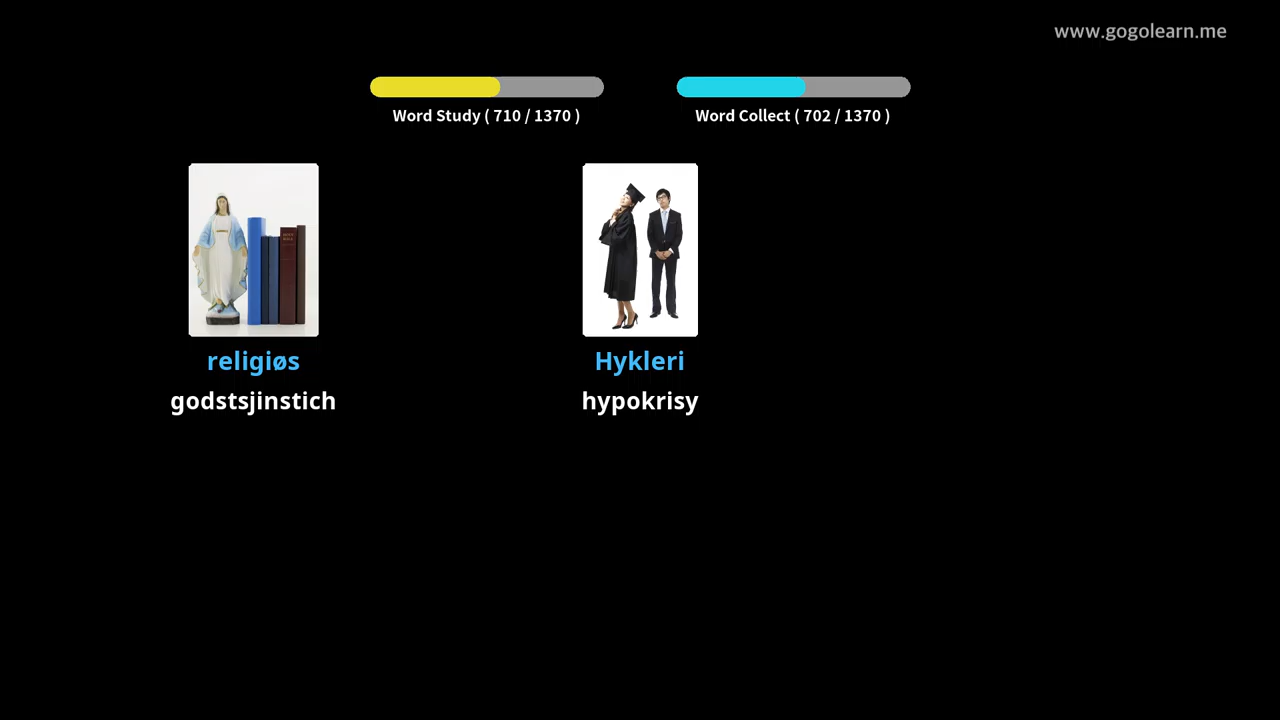 www.gogolearn.me
Word Study ( 710 / 1370 )
Word Collect ( 702 / 1370 )
religiøs
godstsjinstich
Hykleri
hypokrisy